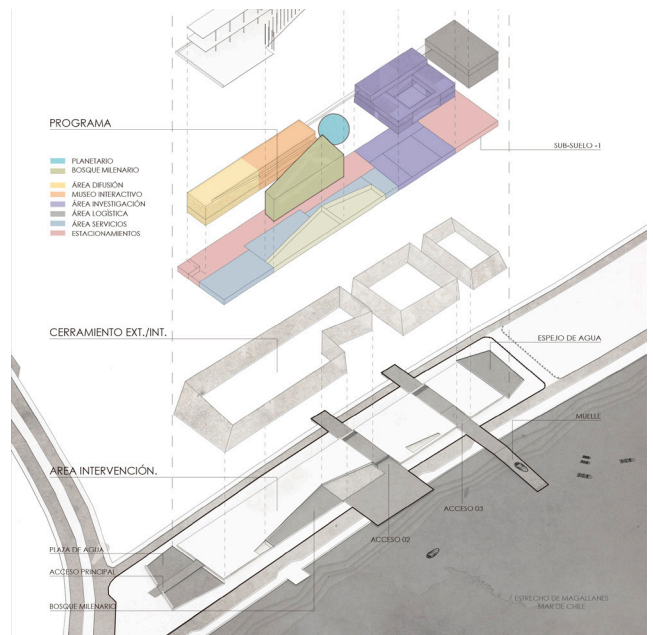 PROGRAMA
SUB-SUELO -1
PLANETARIO
BOSQUE MILENARIO
ÁREA DIFUSIÓN
MUSEO INTERACTIVO
ÁREA INVESTIGACIÓN
ÁREA LOGÍSTICA
ÁREA SERVICIOS
ESTACIONAMIENTOS
CERRAMIENTO EXT./INT.
ESPEJO DE AGUA
MUELLE
AREA INTERVENCIÓN.
ACCESO 03
ACCESO 02
PLAZA DE AGUA
ACCESO PRINCIPAL
BOSQUE MILENARIO
ESTRECHO DE MAGALLANES
MAR DE CHILE